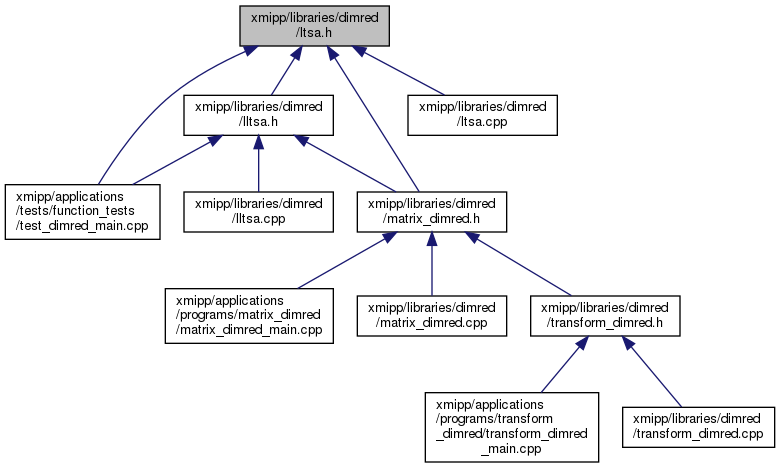 xmipp/libraries/dimred
/ltsa.h
xmipp/libraries/dimred
/lltsa.h
xmipp/libraries/dimred
/ltsa.cpp
xmipp/applications
/tests/function_tests
/test_dimred_main.cpp
xmipp/libraries/dimred
/lltsa.cpp
xmipp/libraries/dimred
/matrix_dimred.h
xmipp/applications
/programs/matrix_dimred
/matrix_dimred_main.cpp
xmipp/libraries/dimred
/matrix_dimred.cpp
xmipp/libraries/dimred
/transform_dimred.h
xmipp/applications
/programs/transform
_dimred/transform_dimred
_main.cpp
xmipp/libraries/dimred
/transform_dimred.cpp